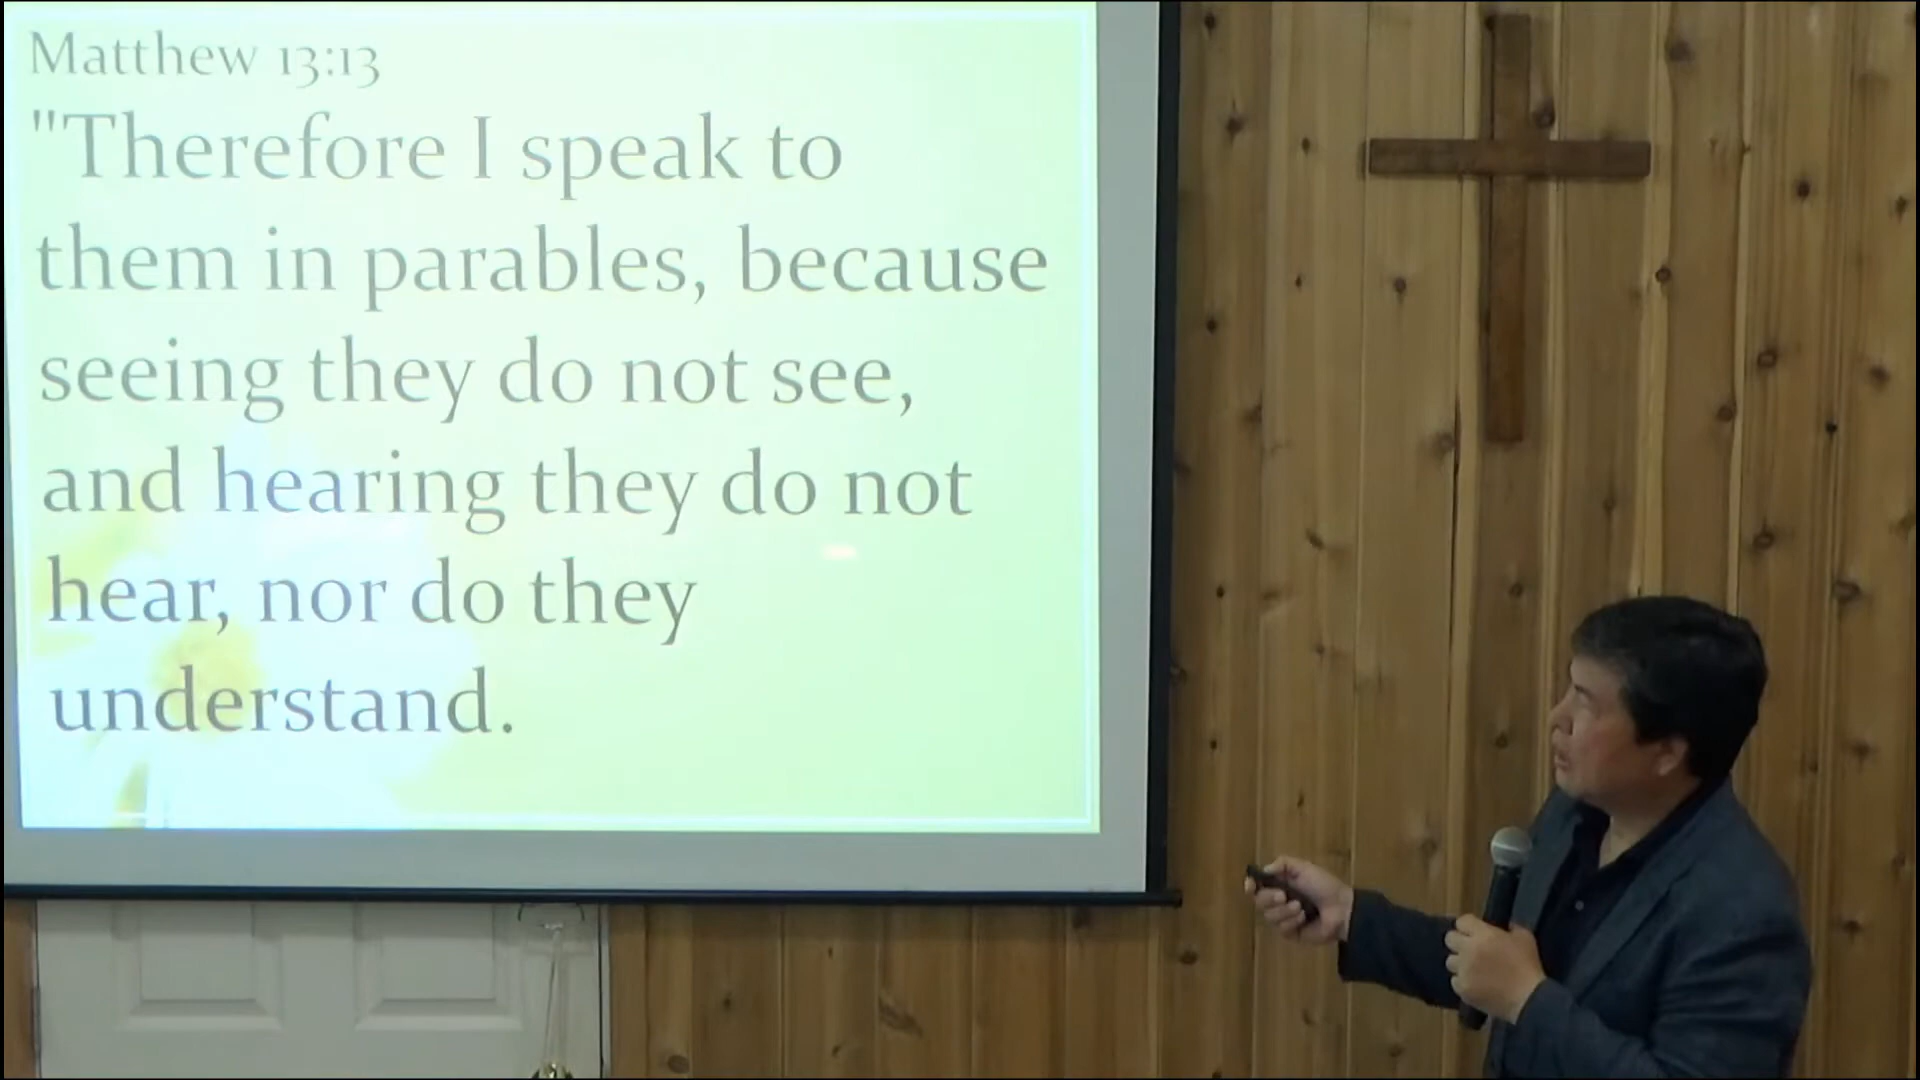 Matthew 13:13
"Therefore I speak to
them in parables, because
seeing they do not see,
and hearing they do not
hear, nor do they
understand.